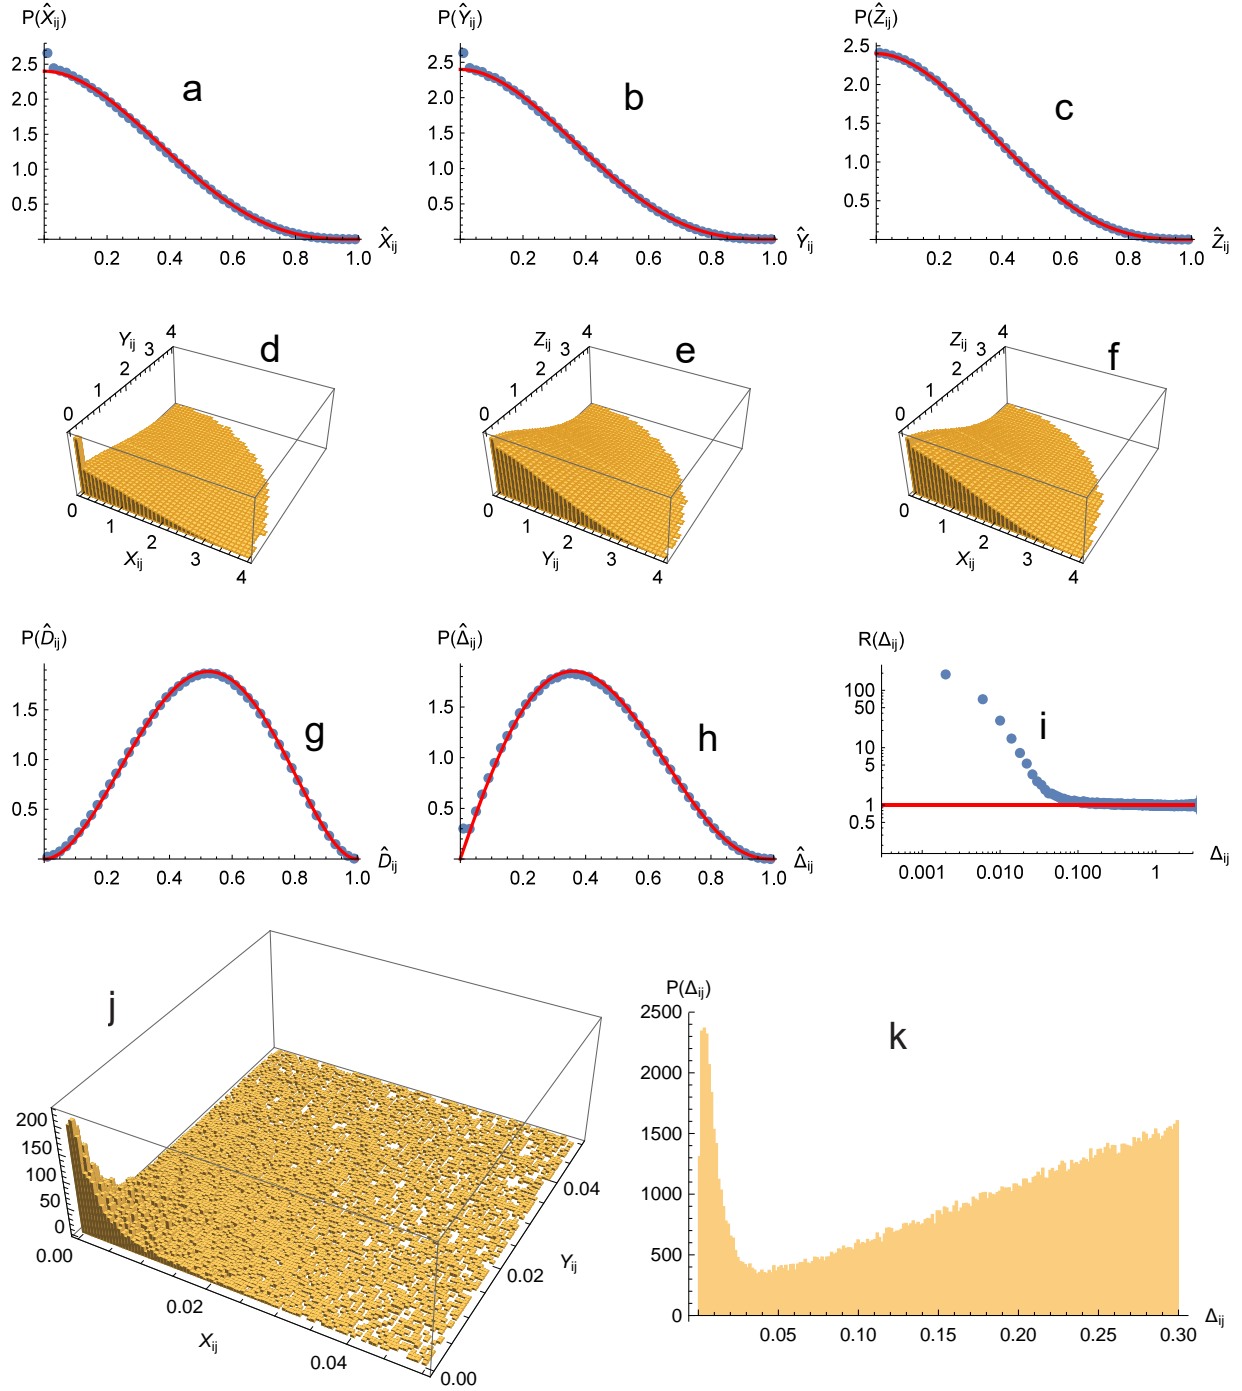 P(X̂ij) P(Ŷij) P(Ẑij)
a b c
2.5 2.5 2.5
2.0 2.0 2.0
1.5 1.5 1.5
1.0 1.0 1.0
0.5 0.5 0.5
0.2 0.4 0.6 0.8 1.0 X̂ij 0.2 0.4 0.6 0.8 1.0 Ŷij 0.2 0.4 0.6 0.8 1.0 Ẑij
d e f
Yij 0 1 2 3 4 Zij 0 1 2 3 4 Zij 0 1 2 3 4
0 1 2 3 4 0 1 2 3 4 0 1 2 3 4
Xij Yij Xij
P(D̂ij) P(Δ̂ij) R(Δij)
g h i
1.5 1.5 100
1.0 1.0 50
0.5 0.5 10
5
1
0.5
0.2 0.4 0.6 0.8 1.0 D̂ij 0.2 0.4 0.6 0.8 1.0 Δ̂ij 0.001 0.010 0.100 1 Δij
j
200
150
100
50
0
0.00 0.02 0.04
Xij
0.00 0.02 0.04
Yij
P(Δij)
k
2500
2000
1500
1000
500
0
0.05 0.10 0.15 0.20 0.25 0.30 Δij